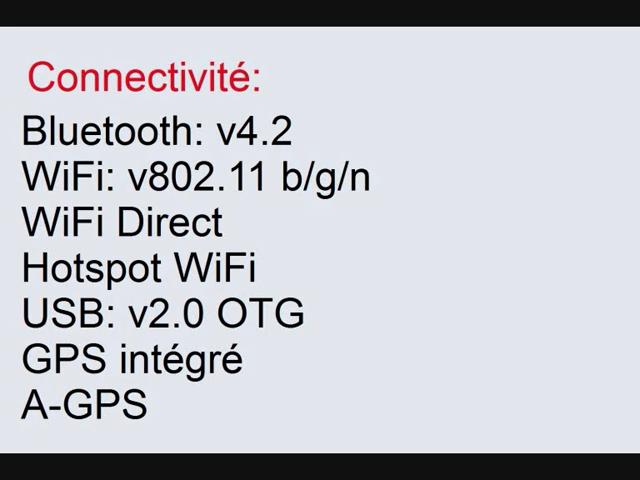 Connectivité:
Bluetooth: v4.2
WiFi: v802.11 b/g/n
WiFi Direct
Hotspot WiFi
USB: v2.0 OTG
GPS intégré
A-GPS